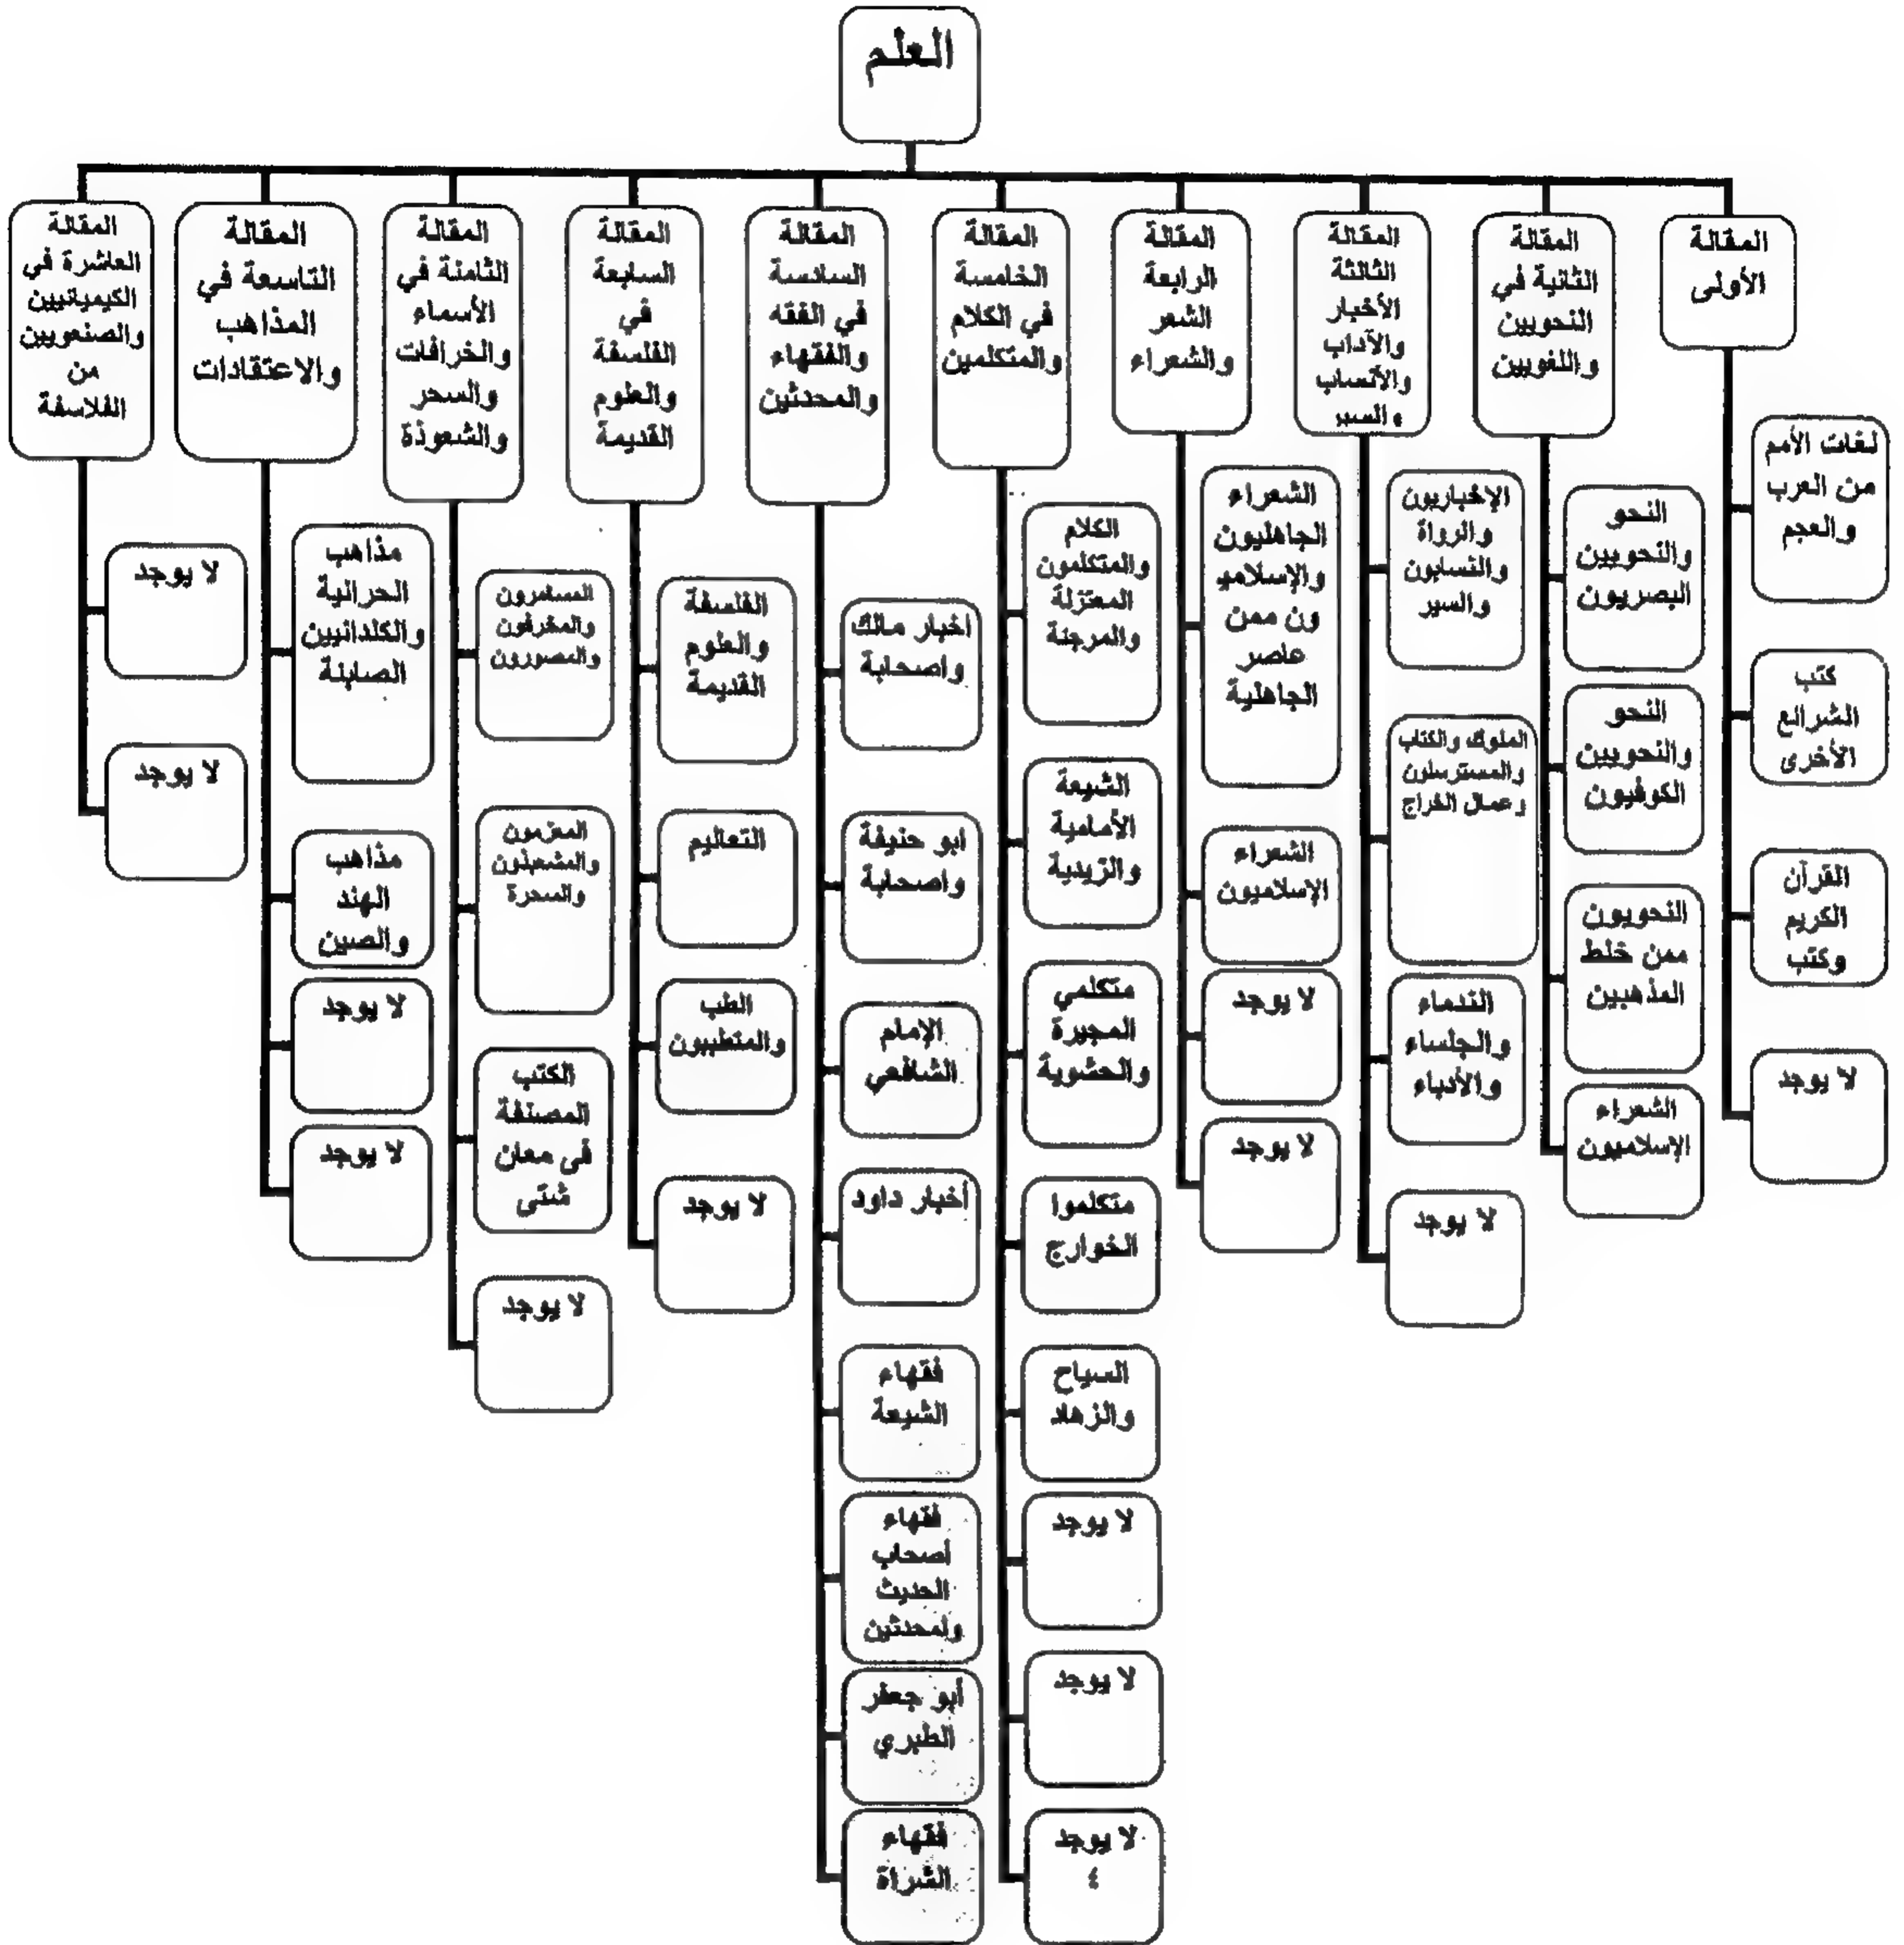 العلم
المقالة
الأولى
لغات الأمم
من العرب
والعجم
كتب
الشرائع
الأخرى
القرآن
الكريم
وكتب
لا يوجد
المقالة
الثانية في
النحويين
واللغويين
النحو
والنحويين
البصريون
النحو
والنحويين
الكوفيون
النحويون
ممن خلط
المذهبين
الشعراء
الإسلاميون
المقالة
الثالثة
الأخبار
والآداب
والأنساب
والسير
الإخباريون
والرواة
والنسابون
والسير
الملوك والكتاب
والمسترسلون
وعمال الخراج
الندماء
والجلساء
والأدباء
لا يوجد
المقالة
الرابعة
الشعر
والشعراء
الشعراء
الجاهليون
والإسلامي
ون ممن
عاصر
الجاهلية
الشعراء
الإسلاميون
لا يوجد
لا يوجد
المقالة
الخامسة
في الكلام
والمتكلمين
الكلام
والمتكلمون
المعتزلة
والمرجئة
الشيعة
الأمامية
والزيدية
متكلمي
المجبرة
والحشوية
متكلموا
الخوارج
السياح
والزهاد
لا يوجد
لا يوجد
لا يوجد
٤
المقالة
السادسة
في الفقه
والفقهاء
والمحدثين
أخبار مالك
واصحابة
أبو حنيفة
واصحابة
الإمام
الشافعي
أخبار داود
فقهاء
الشيعة
فقهاء
أصحاب
الحديث
ولمحدثين
أبو جعفر
الطبري
فقهاء
الشراة
المقالة
السابعة
في
الفلسفة
والعلوم
القديمة
الفلسفة
والعلوم
القديمة
التعاليم
الطب
والمتطببون
لا يوجد
المقالة
الثامنة في
الأسماء
والخرافات
والسحر
والشعوذة
المسامرون
والمخرفون
والمصورون
المعزمون
والمشعبذون
والسحرة
الكتب
المصنفة
في معان
شتى
لا يوجد
المقالة
التاسعة في
المذاهب
والاعتقادات
مذاهب
الحرانية
والكلدانيين
الصابئة
مذاهب
الهند
والصين
لا يوجد
لا يوجد
المقالة
العاشرة في
الكيميائيين
والصنعويين
من
الفلاسفة
لا يوجد
لا يوجد